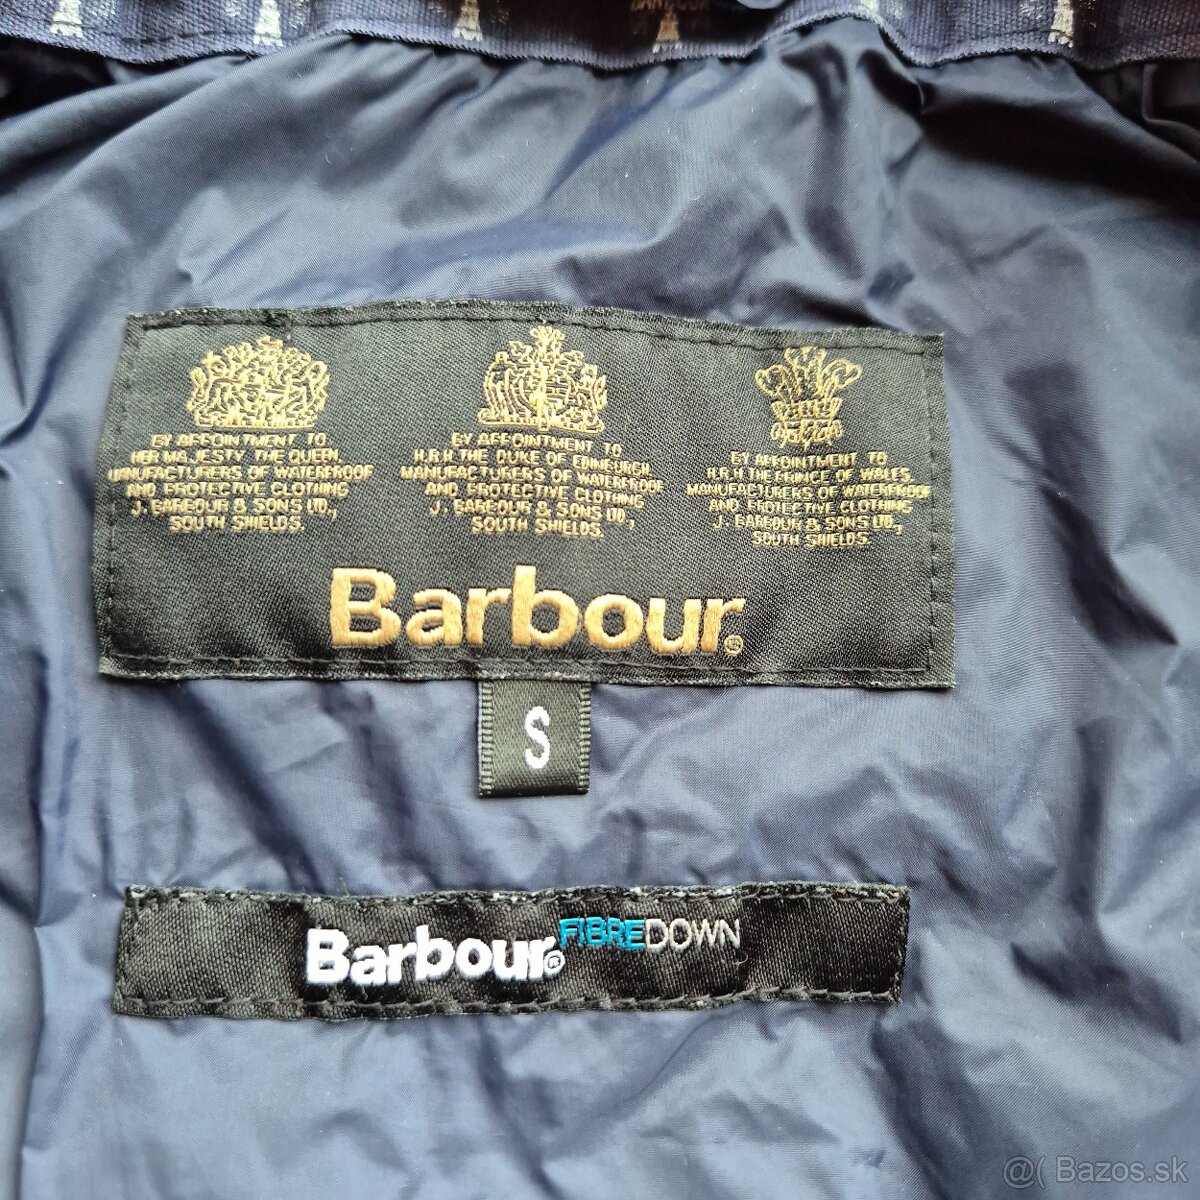 BARBOUR
BY APPOINTMENT TO
HER MAJESTY THE QUEEN
MANUFACTURERS OF WATERPROOF
AND PROTECTIVE CLOTHING
J. BARBOUR & SONS LTD.,
SOUTH SHIELDS.
BY APPOINTMENT TO
H.R.H THE DUKE OF EDINBURGH
MANUFACTURERS OF WATERPROOF
AND PROTECTIVE CLOTHING
J. BARBOUR & SONS LTD.,
SOUTH SHIELDS.
BY APPOINTMENT TO
H.R.H THE PRINCE OF WALES
MANUFACTURERS OF WATERPROOF
AND PROTECTIVE CLOTHING
J. BARBOUR & SONS LTD.,
SOUTH SHIELDS.
Barbour®
S
Barbour® FIBREDOWN
@( Bazos.sk